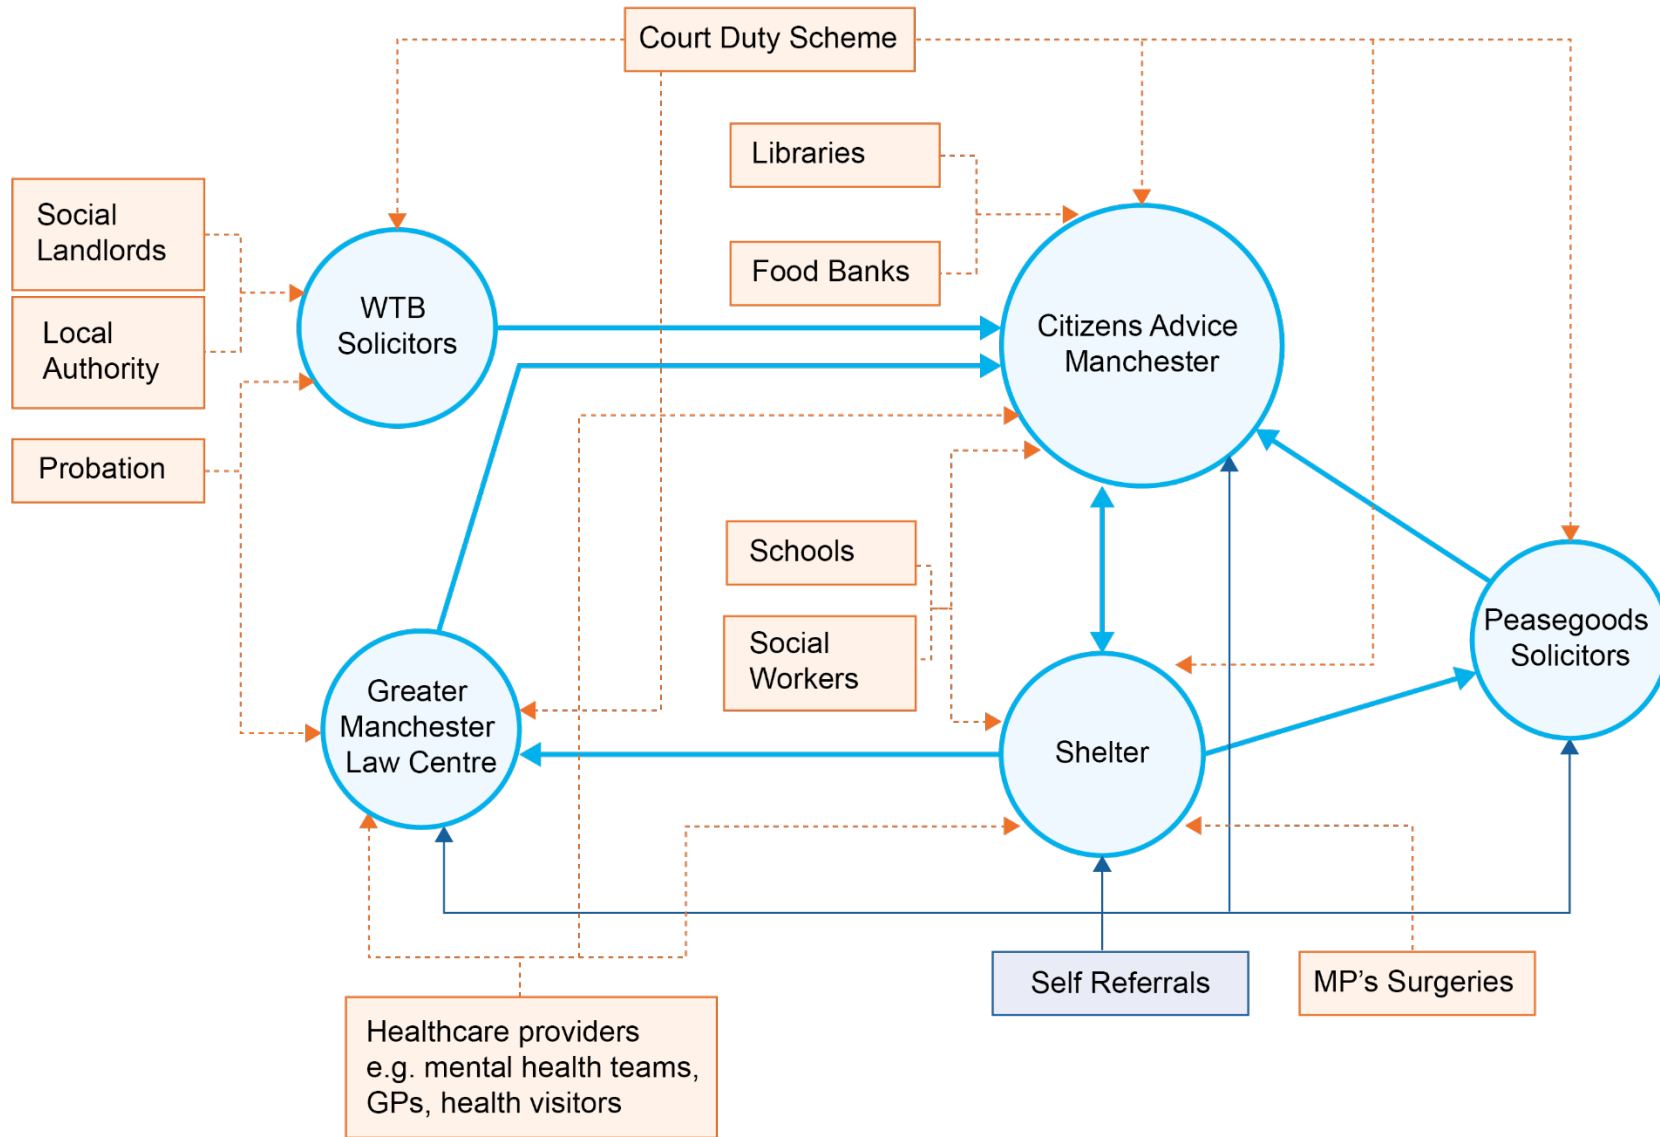 Court Duty Scheme
Libraries
Food Banks
Social
Landlords
Local
Authority
Probation
WTB
Solicitors
Citizens Advice
Manchester
Schools
Social
Workers
Peasegoods
Solicitors
Greater
Manchester
Law Centre
Shelter
Self Referrals
MP’s Surgeries
Healthcare providers
e.g. mental health teams,
GPs, health visitors